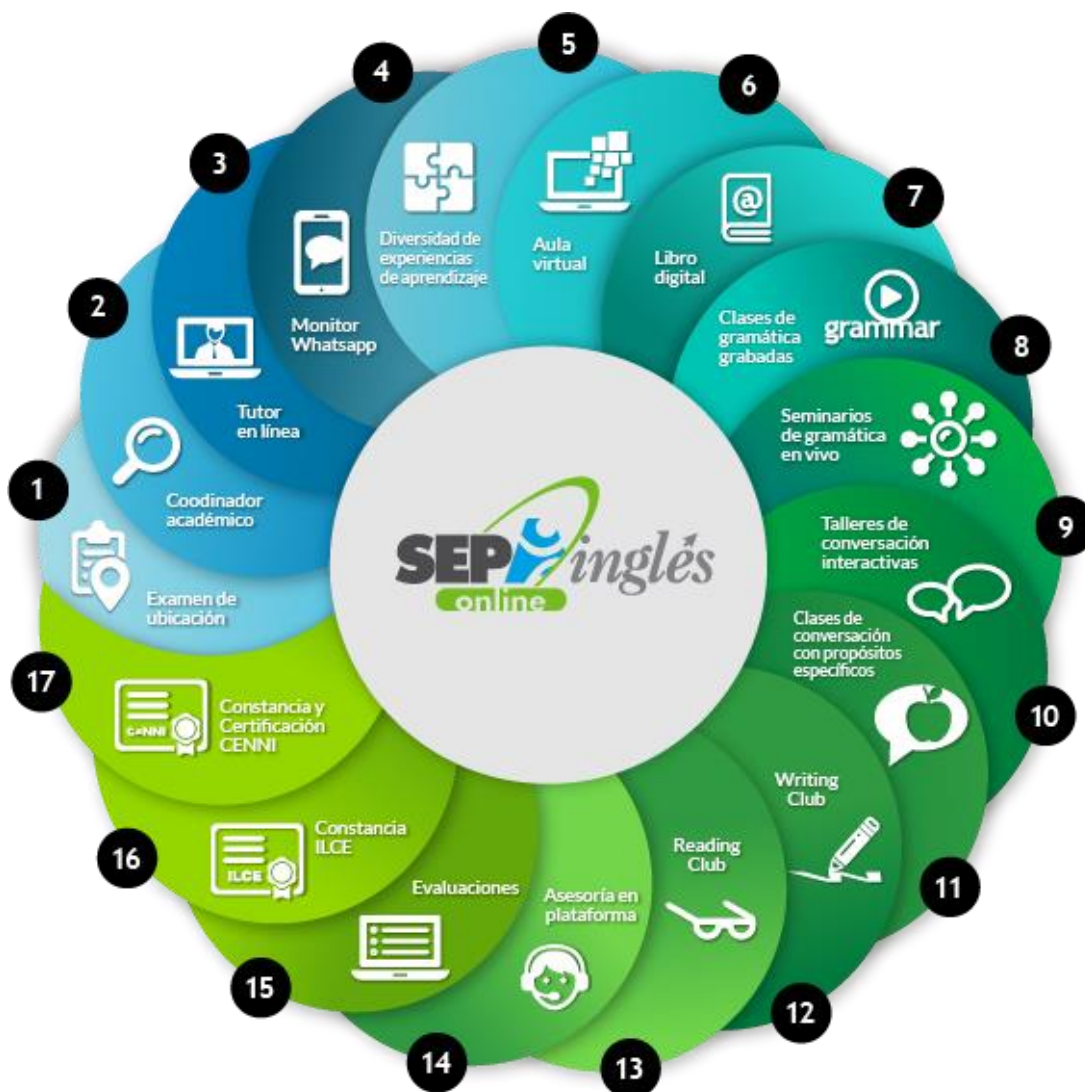 1
Examen de
ubicación
2
Coodinador
académico
3
Tutor
en línea
4
Monitor
Whatsapp
5
Diversidad de
experiencias
de aprendizaje
6
Aula
virtual
7
@
Libro
digital
8
grammar
Clases de
gramática
grabadas
9
Seminarios
de gramática
en vivo
10
Talleres de
conversación
interactivas
11
Clases de
conversación
con propósitos
específicos
12
Writing
Club
13
Reading
Club
14
Asesoría en
plataforma
15
Evaluaciones
16
Constancia
ILCE
ILCE
17
Constancia y
Certificación
CENNI
CENNI
SEP inglés
online